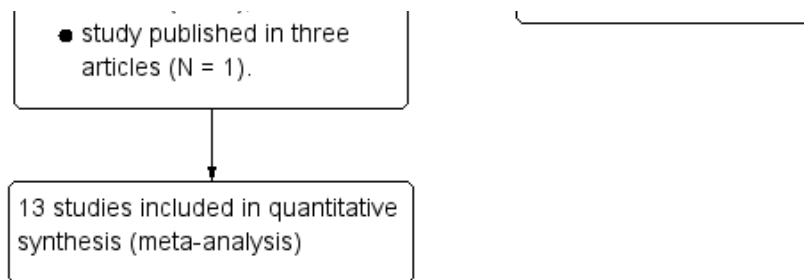 ● study published in three
articles (N = 1).
13 studies included in quantitative
synthesis (meta-analysis)